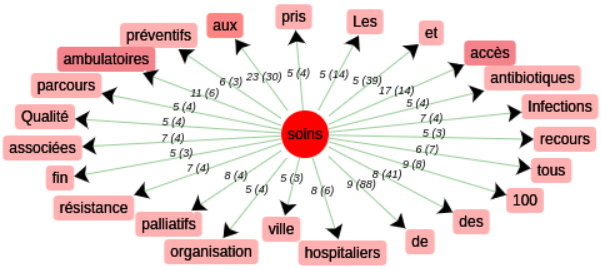 pris
Les
aux
et
préventifs
accès
ambulatoires
antibiotiques
parcours
Infections
Qualité
recours
associées
tous
fin
100
résistance
des
palliatifs
de
ville
organisation
hospitaliers
soins
5 (4)
5 (14)
23 (30)
5 (39)
6 (3)
17 (14)
11 (6)
5 (4)
5 (4)
7 (4)
5 (4)
5 (3)
7 (4)
6 (7)
5 (3)
9 (8)
7 (4)
8 (41)
8 (4)
9 (88)
5 (4)
5 (3)
8 (6)